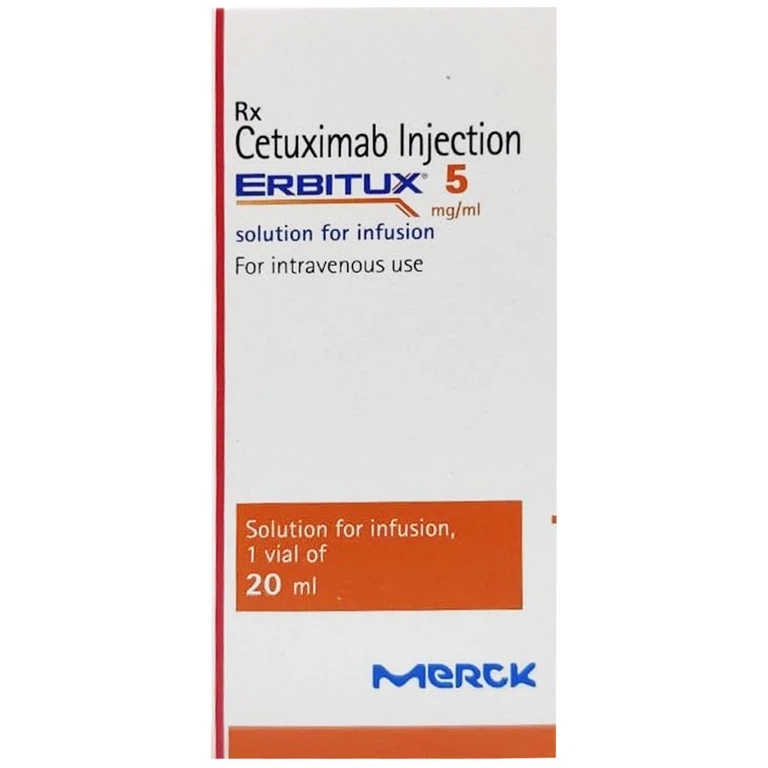 Rx
Cetuximab Injection
ERBITUX® 5
mg/ml
solution for infusion
For intravenous use
Solution for infusion,
1 vial of
20 ml
MERCK